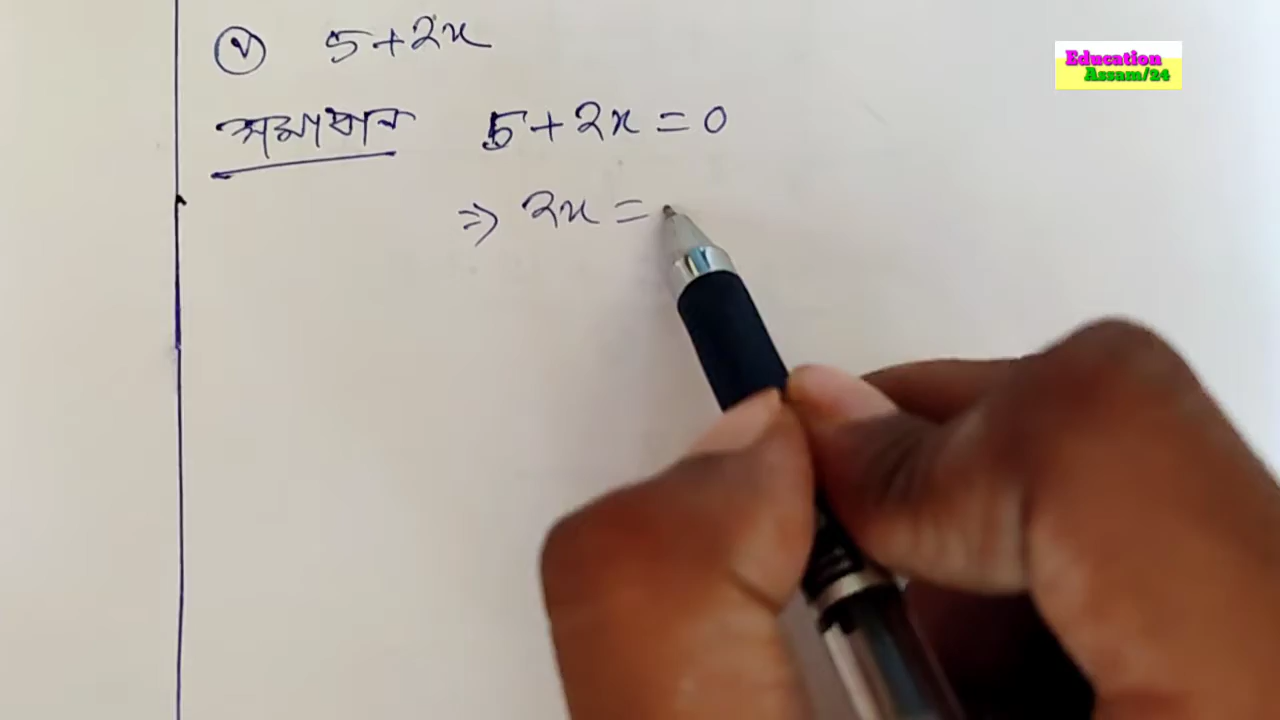 Ⓥ 5+2x
সমাধান 5+2x=0
⇒ 2x=
Education
Assam/24